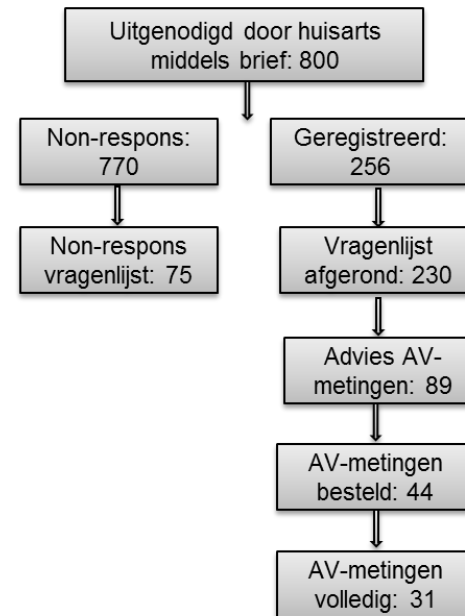 Uitgenodigd door huisarts
middels brief: 800
Non-respons:
770
Geregistreerd:
256
Non-respons
vragenlijst: 75
Vragenlijst
afgerond: 230
Advies AV-
metingen: 89
AV-metingen
besteld: 44
AV-metingen
volledig: 31